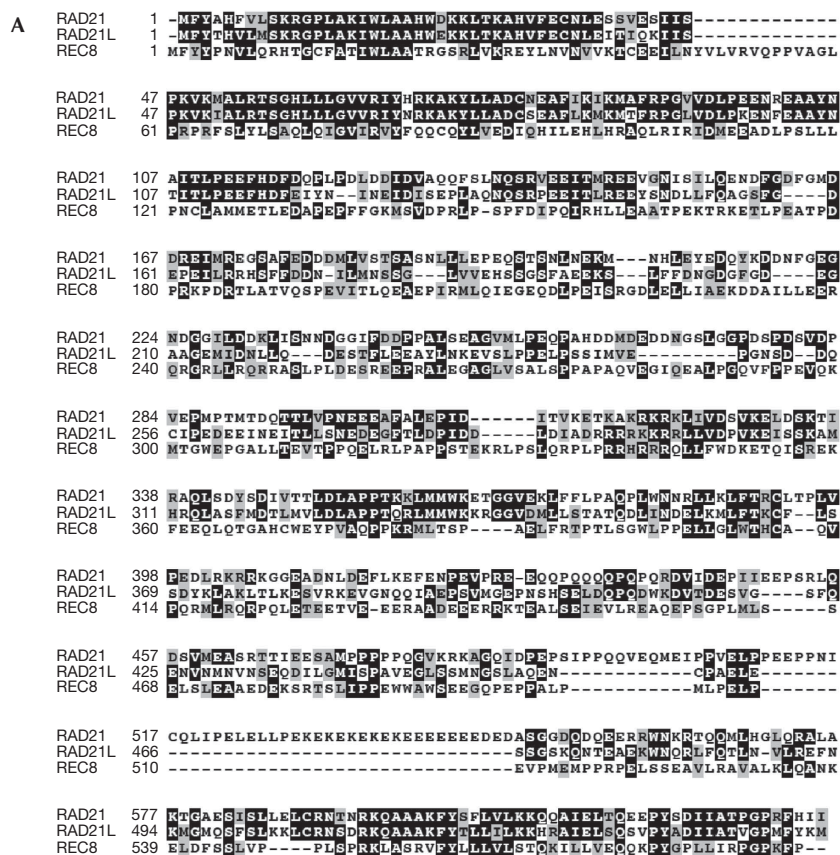 A
RAD21 1 -MFYAHFVLSKRGPLAKIWLAAHWDKKLTKAHVFECNLESSVESIIS-------------
RAD21L 1 -MFYTHVLMSKRGPLAKIWLAAHWEKKLTKAHVFECNLEITIQKIIS-------------
REC8 1 MFYYPNVLQRHTGCFATIWLAATRGSRLVKREYLNVNVVKTCEEILNYVLVRVQPPVAGL
RAD21 47 PKVKMALRTSGHLLLGVVRIYHRKAKYLLADCNEAFIKIKMAFRPGVVDLPEENREAAYN
RAD21L 47 PKVKIALRTSGHLLLGVVRIYNRKAKYLLADCSEAFLKMKMTFRPGLVDLPKENFEAAYN
REC8 61 PRPRFSLYLSAQLQIGVIRVYFQQCQYLVEDIQHILEHLHRAQLRIRIDMEEADLPSLLL
RAD21 107 AITLPEEFHDFDQPLPDLDDIDVAQQFSLNQSRVEEITMREEVGNISILQENDFGDFGMD
RAD21L 107 TITLPEEFHDFEIYN--INEIDISEPLAQNQSRPEEITLREEYSNDLLFQAGSFG----D
REC8 121 PNCLAMMETLEDAPEPFFGKMSVDPRLP-SPFDIPQIRHLLEAATPEKTRKETLPEATPD
RAD21 167 DREIMREGSAFEDDDMLVSTSASNLLLEPEQSTSNLNEKM---NHLEYEDQYKDDNFGEG
RAD21L 161 EPEILRRHSFFDDN-ILMNSSG---LVVEHSSGSFAEEKS---LFFDNGDGFGD----EG
REC8 180 PRKPDRTLATVQSPEVITLQEAEPIRMLQIEGEQDLPEISRGDLELLIAEKDDAILLEER
RAD21 224 NDGGILDDKLISNNDGGIFDDPPALSEAGVMLPEQPAHDDMDEDDNGSLGGPDSPDSVDP
RAD21L 210 AAGEMIDNLLQ---DESTFLEEAYLNKEVSLPPELPSSIMVE---------PGNSD--DQ
REC8 240 QRGRLLRQRRASLPLDESREEPRALEGAGLVSALSPPAPAQVEGIQEALPGQVFPPEVQK
RAD21 284 VEPMPTMTDQTTLVPNEEEAFALEPID------ITVKETKAKRKRKLIVDSVKELDSKTI
RAD21L 256 CIPEDEEINEITLLSNEDEGFTLDPIDD-----LDIADRRRRKKRRLLVDPVKEISSKAM
REC8 300 MTGWEPGALLTEVTPPQELRLPAPPSTEKRLPSLQRPLPRRHRRRQLLFWDKETQISREK
RAD21 338 RAQLSDYSDIVTTLDLAPPTKKLMMWKETGGVEKLFFLPAQPLWNNRLLKLFTRCLTPLV
RAD21L 311 HRQLASFMDTLMVLDLAPPTQRLMMWKKRGGVDMLLSTATQDLINDELKMLFTKCF--LS
REC8 360 FEEQLQTGAHCWEYPVAQPPKRMLTSP----AELFRTPTLSGWLPPELLGLWTHCA--QV
RAD21 398 PEDLRKRRKGGEADNLDEFLKEFENPEVPRE-EQQPQQQQPQPQRDVIDEPIIEEPSRLQ
RAD21L 369 SDYKLAKLTLKESVRKEVGNQQIAEPSVMGEPNSHSELDQPQDWKDVTDESVG----SFQ
REC8 414 PQRMLRQRPQLETEETVE-EERAADEEERRKTEALSEIEVLREAQEPSGPLMLS-----S
RAD21 457 DSVMEASRTTIEESAMPPPPPQGVKRKAGQIDPEPSIPPQQVEQMEIPPVELPPEEPPNI
RAD21L 425 ENVNMNVNSEQDILGMISPAVEGLSSMNGSLAQEN------------CPAELE-------
REC8 468 ELSLEAAEDEKSRTSLIPPEWWAWSEEGQPEPPALP-----------MLPELP-------
RAD21 517 CQLIPELELLPEKEKEKEKEKEEEEEEEDEDASGGDQDQEERRWNKRTQQMLHGLQRALA
RAD21L 466 -------------------------------SSGSKQNTEAEKWNQRLFQTLN-VLREFN
REC8 510 -------------------------------EVPMEMPPRPELSSEAVLRAVALKLQANK
RAD21 577 KTGAESISLLELCRNTNRKQAAAKFYSFLVLKKQQAIELTQEEPYSDIIATPGPRFHII
RAD21L 494 KMGMQSFSLKKLCRNSDRKQAAAKFYTLLILKKHRAIELSQSVPYADIIATVGPMFYKM
REC8 539 ELDFSSLVP-----PLSPRKLASRVFYLLLVLSTQKILLVEQQKPYGPLLIRPGPKFP--